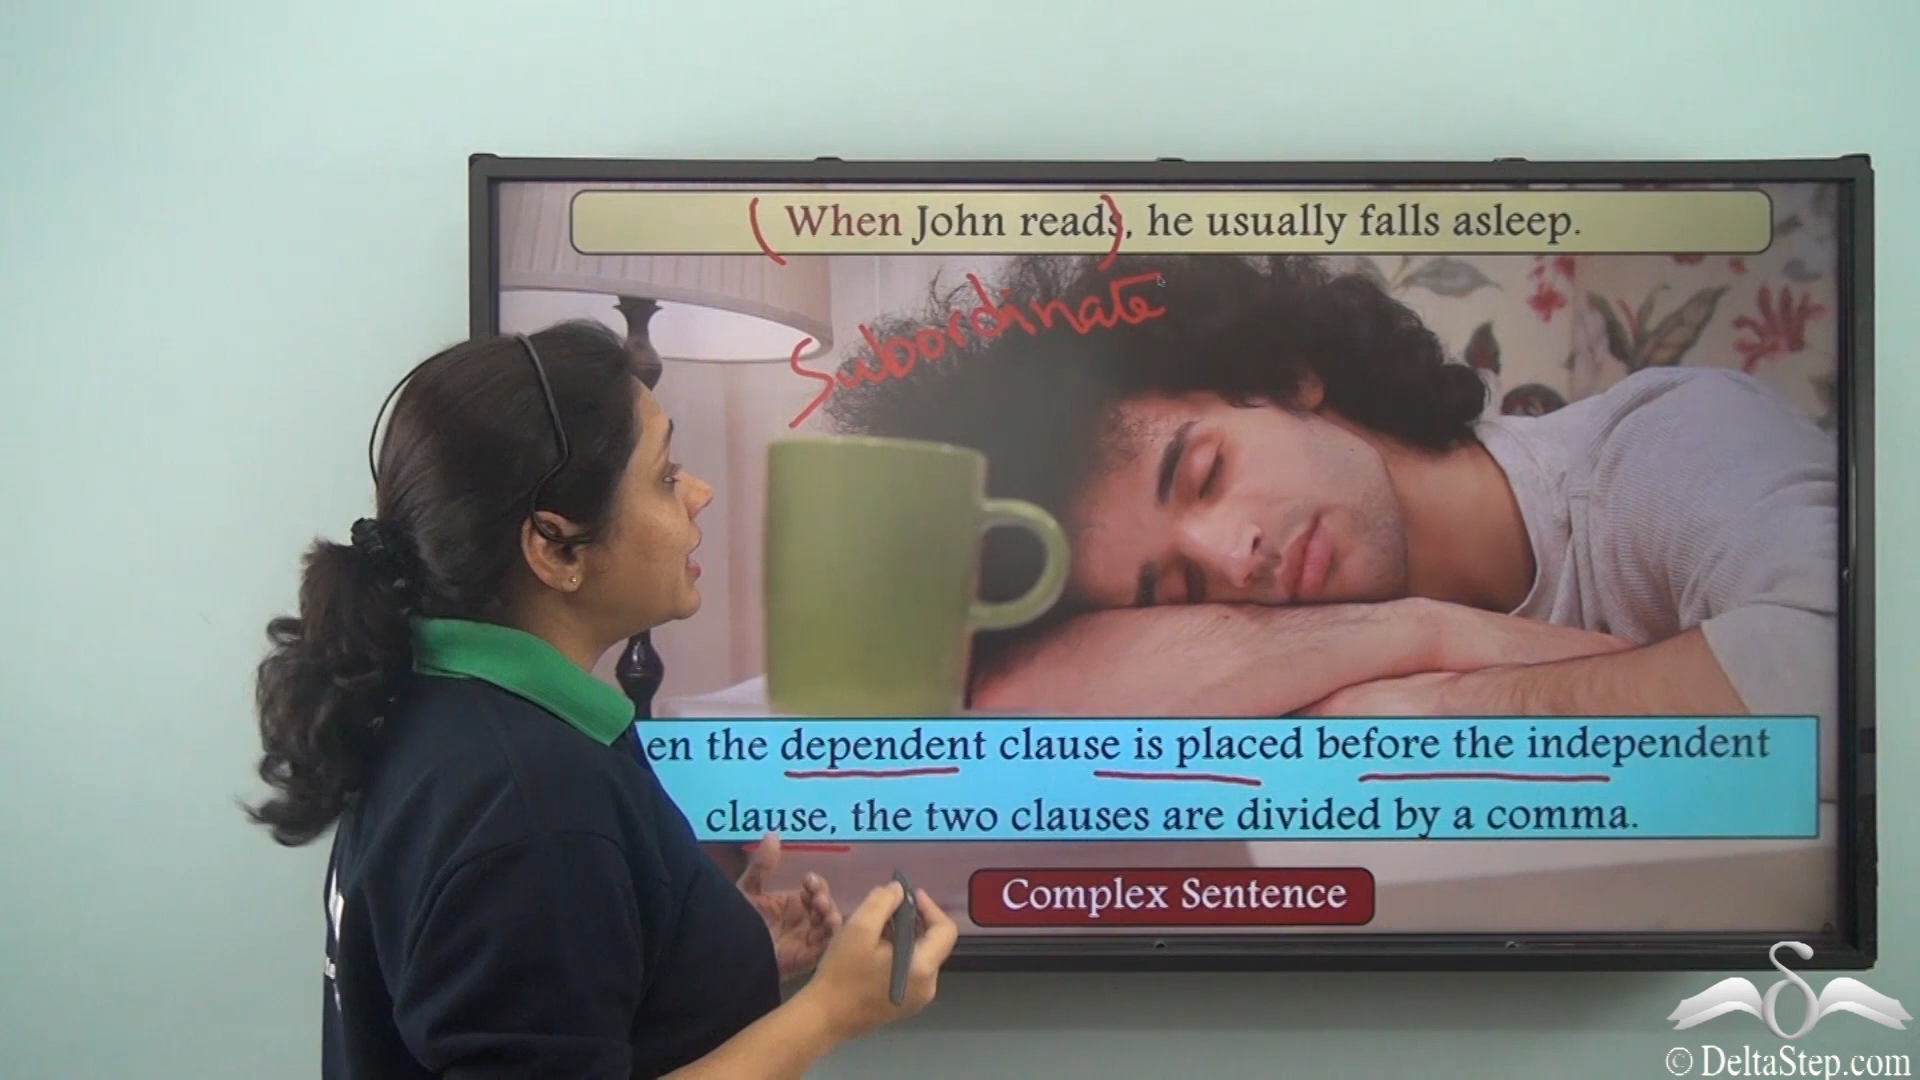 When John reads, he usually falls asleep.
Subordinate
en the dependent clause is placed before the independent
clause, the two clauses are divided by a comma.
Complex Sentence
© DeltaStep.com